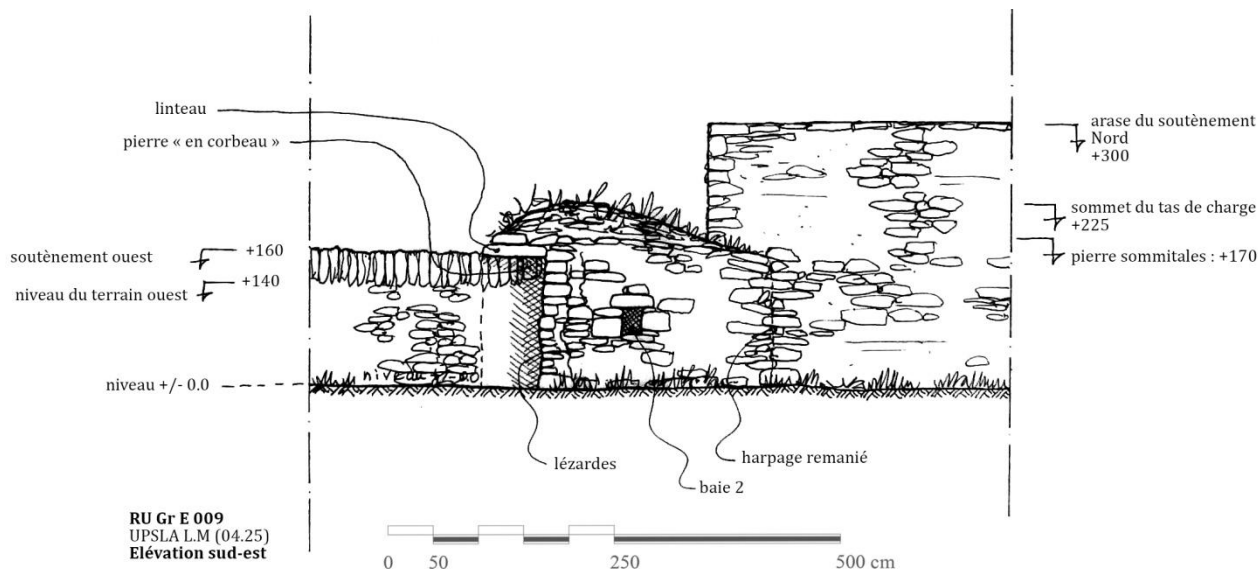 linteau
pierre « en corbeau »
soutènement ouest
+160
+140
niveau du terrain ouest
niveau +/- 0.0
niveau +/- 0.0
arase du soutènement
Nord
+300
sommet du tas de charge
+225
pierre sommitales : +170
lézardes
baie 2
harpage remanié
RU Gr E 009
UPSLA L.M (04.25)
Elévation sud-est
0 50 250 500 cm